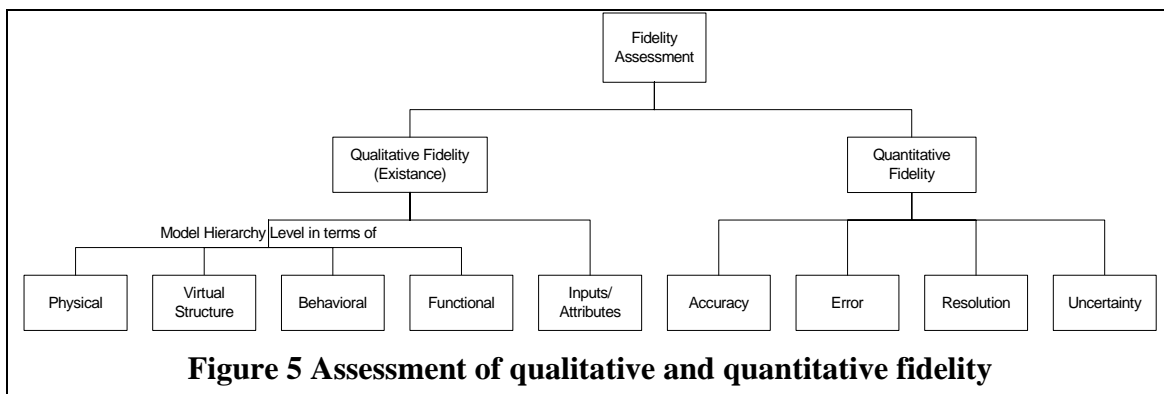 Fidelity
Assessment
Qualitative Fidelity
(Existance)
Quantitative
Fidelity
Model Hierarchy Level in terms of
Physical
Virtual
Structure
Behavioral
Functional
Inputs/
Attributes
Accuracy
Error
Resolution
Uncertainty
Figure 5 Assessment of qualitative and quantitative fidelity